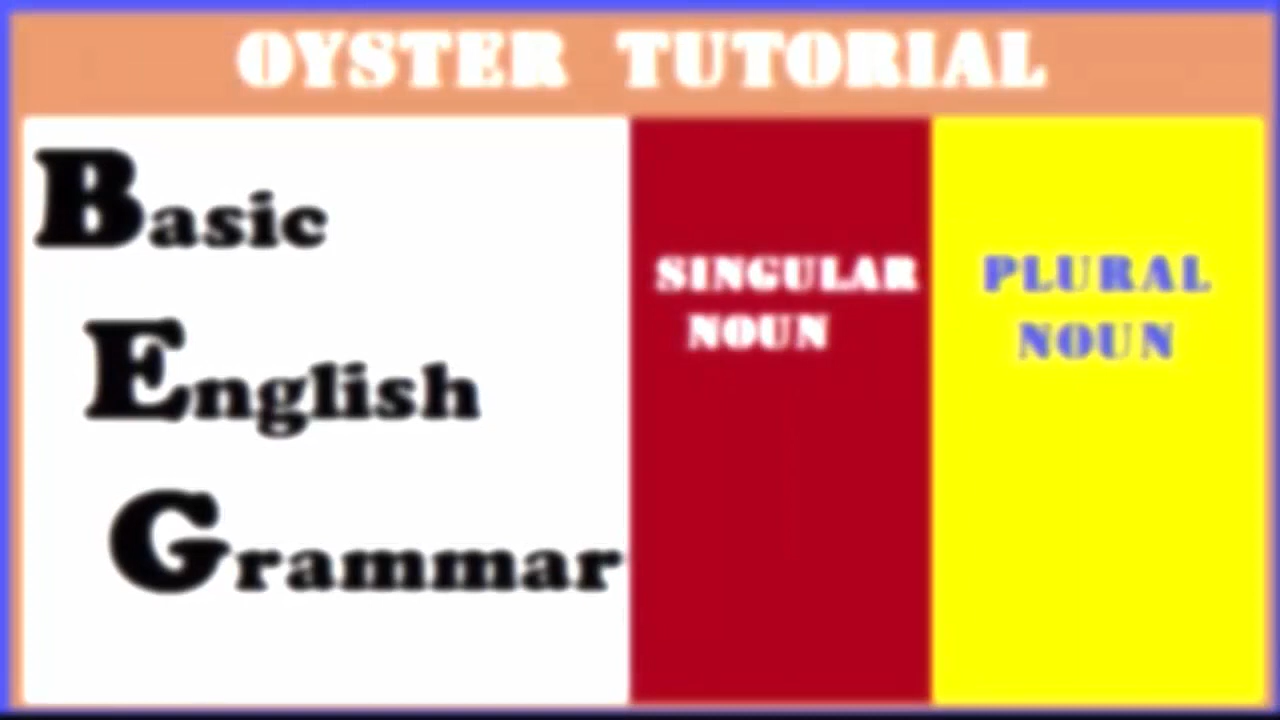 OYSTER TUTORIAL
Basic
English
Grammar
SINGULAR
NOUN
PLURAL
NOUN